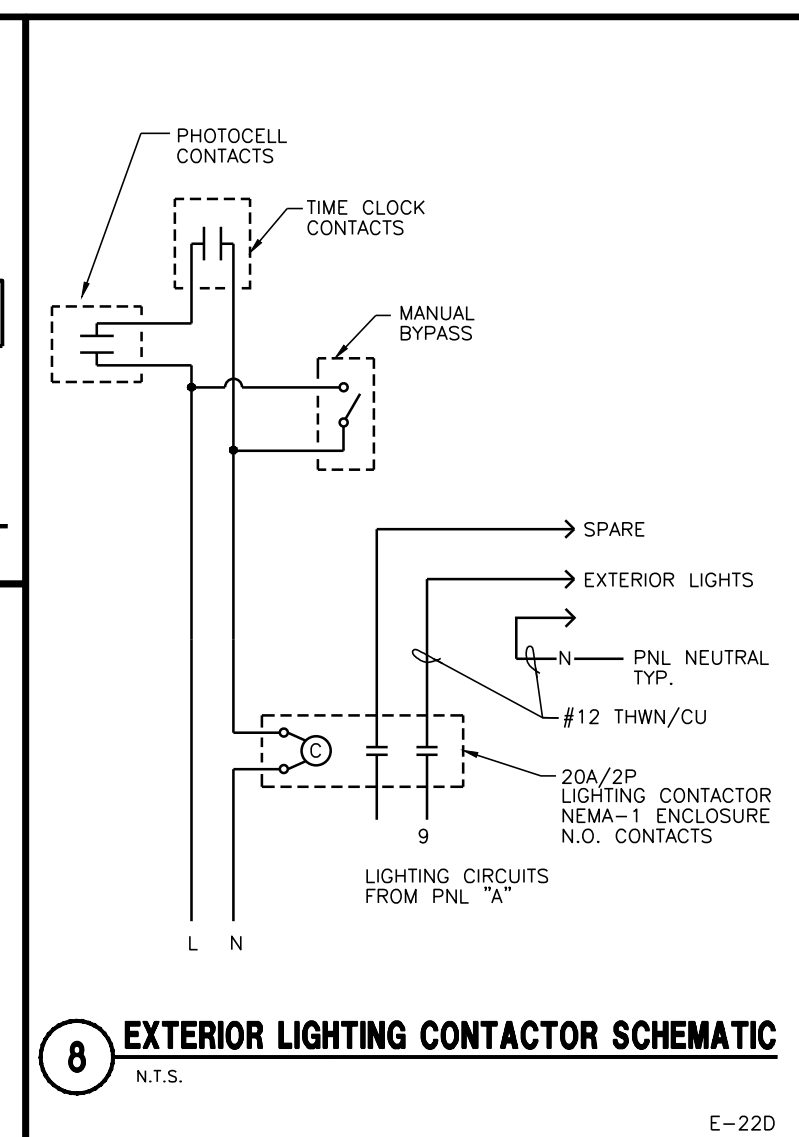 PHOTOCELL
CONTACTS
TIME CLOCK
CONTACTS
MANUAL
BYPASS
SPARE
EXTERIOR LIGHTS
N
PNL NEUTRAL
TYP.
#12 THWN/CU
C
20A/2P
LIGHTING CONTACTOR
NEMA-1 ENCLOSURE
N.O. CONTACTS
9
LIGHTING CIRCUITS
FROM PNL "A"
L N
8 EXTERIOR LIGHTING CONTACTOR SCHEMATIC
N.T.S.
E-22D